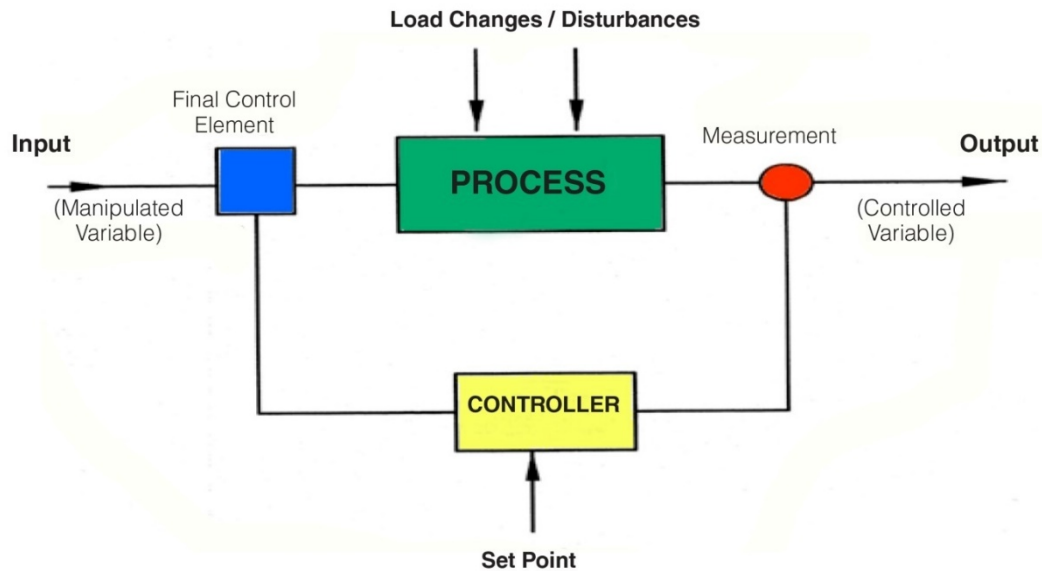 Load Changes / Disturbances
Final Control
Element
Measurement
Input
Output
PROCESS
(Manipulated
Variable)
(Controlled
Variable)
CONTROLLER
Set Point